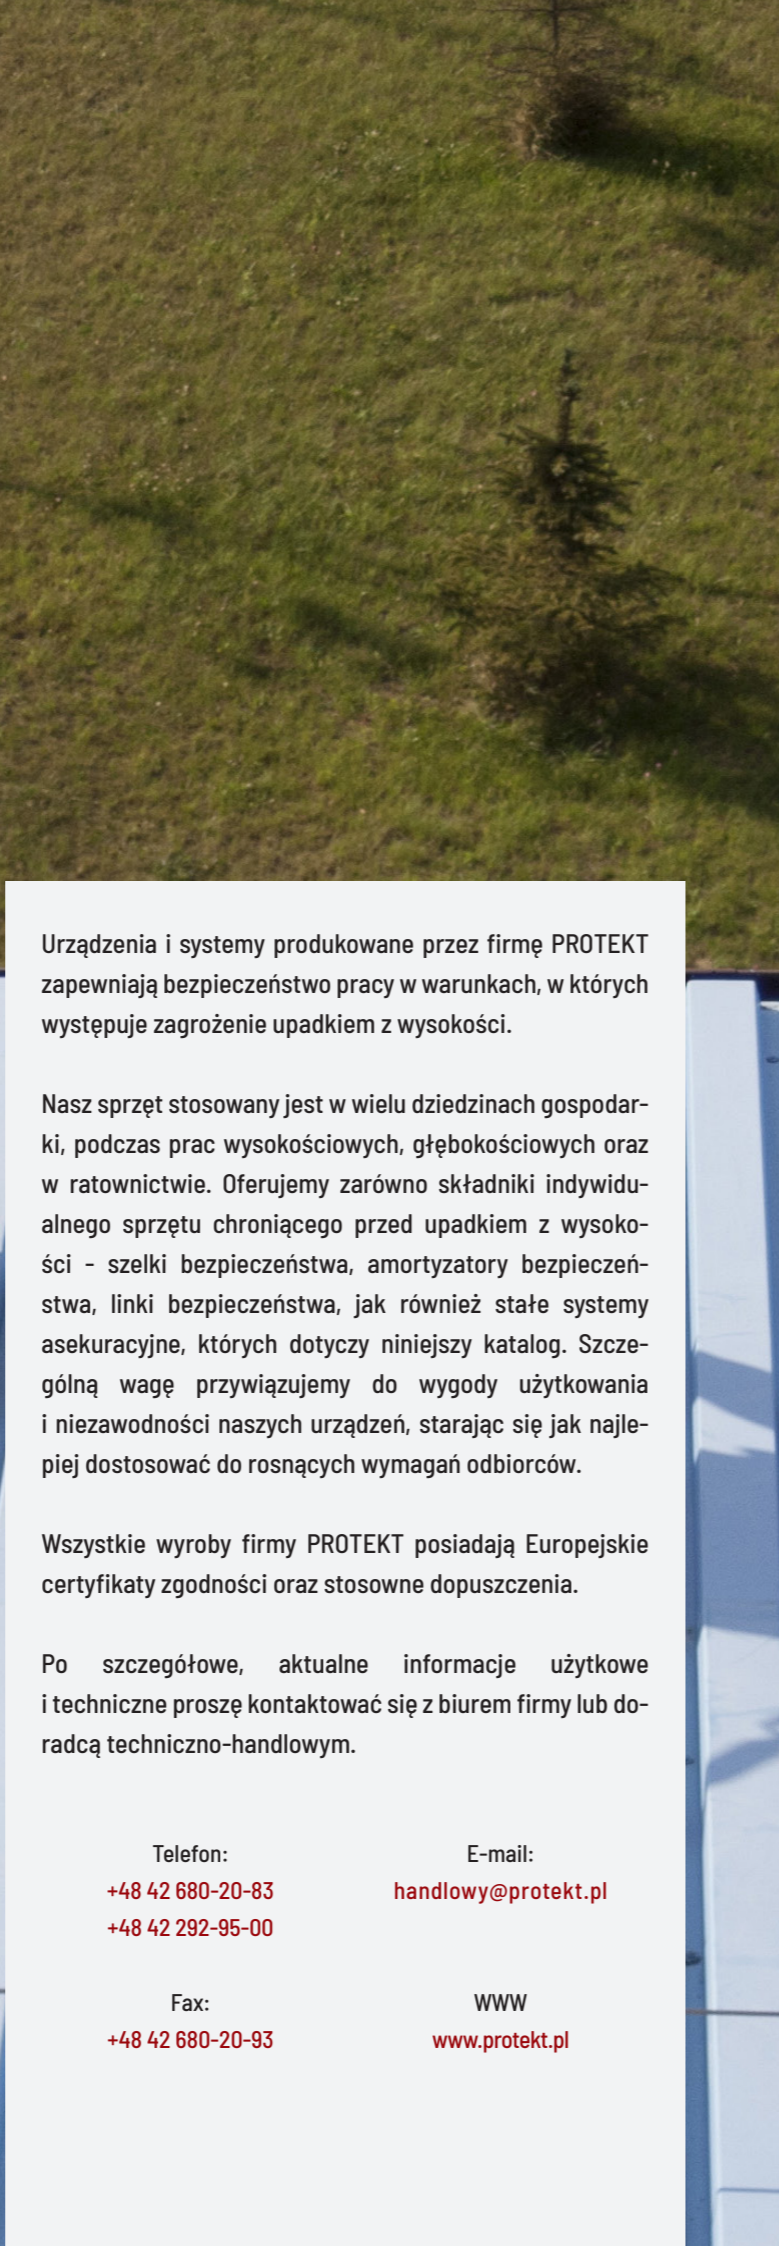 Urządzenia i systemy produkowane przez firmę PROTEKT
zapewniają bezpieczeństwo pracy w warunkach, w których
występuje zagrożenie upadkiem z wysokości.
Nasz sprzęt stosowany jest w wielu dziedzinach gospodar-
ki, podczas prac wysokościowych, głębokościowych oraz
w ratownictwie. Oferujemy zarówno składniki indywidu-
alnego sprzętu chroniącego przed upadkiem z wysoko-
ści - szelki bezpieczeństwa, amortyzatory bezpieczeń-
stwa, linki bezpieczeństwa, jak również stałe systemy
asekuracyjne, których dotyczy niniejszy katalog. Szcze-
gólną wagę przywiązujemy do wygody użytkowania
i niezawodności naszych urządzeń, starając się jak najle-
piej dostosować do rosnących wymagań odbiorców.
Wszystkie wyroby firmy PROTEKT posiadają Europejskie
certyfikaty zgodności oraz stosowne dopuszczenia.
Po szczegółowe, aktualne informacje użytkowe
i techniczne proszę kontaktować się z biurem firmy lub do-
radcą techniczno-handlowym.
Telefon:
+48 42 680-20-83
+48 42 292-95-00
E-mail:
handlowy@protekt.pl
Fax:
+48 42 680-20-93
WWW
www.protekt.pl